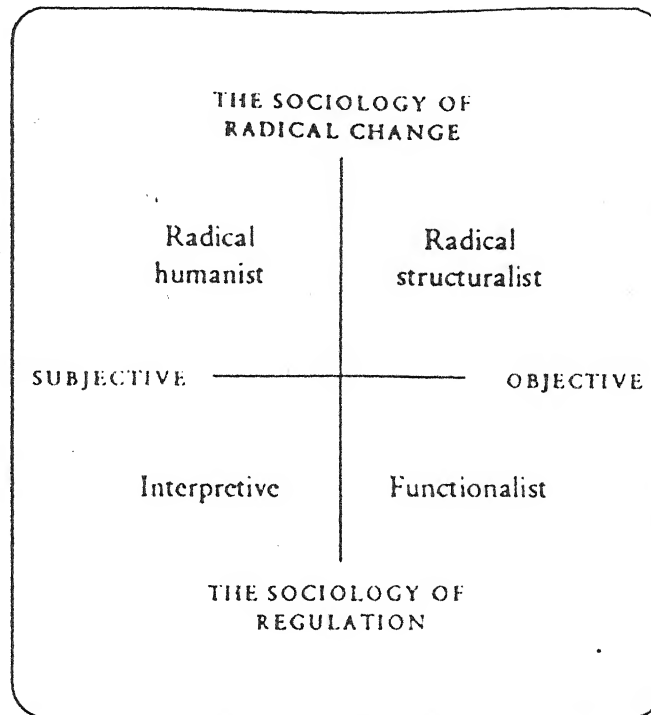 THE SOCIOLOGY OF
RADICAL CHANGE
Radical
humanist
Radical
structuralist
SUBJECTIVE
OBJECTIVE
Interpretive
Functionalist
THE SOCIOLOGY OF
REGULATION